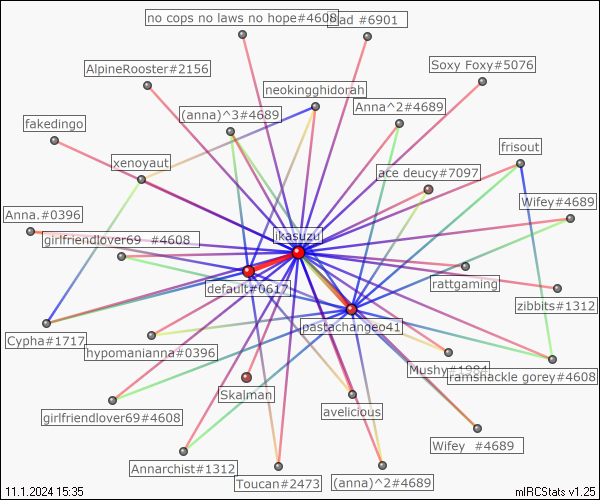 no cops no laws no hope#4608
lad #6901
AlpineRooster#2156
Soxy Foxy#5076
neokingghidorah
(anna)^3#4689
Anna^2#4689
fakedingo
frisout
xenoyaut
ace deucy#7097
Wifey#4689
Anna.#0396
ikasuzu
girlfriendlover69 #4608
rattgaming
default#0617
zibbits#1312
pastachangeo41
Cypha#1717
hypomanianna#0396
Mushy#1984
ramshackle gorey#4608
Skalman
girlfriendlover69#4608
avelicious
Wifey #4689
Annarchist#1312
Toucan#2473
(anna)^2#4689
11.1.2024 15:35
mIRCStats v1.25